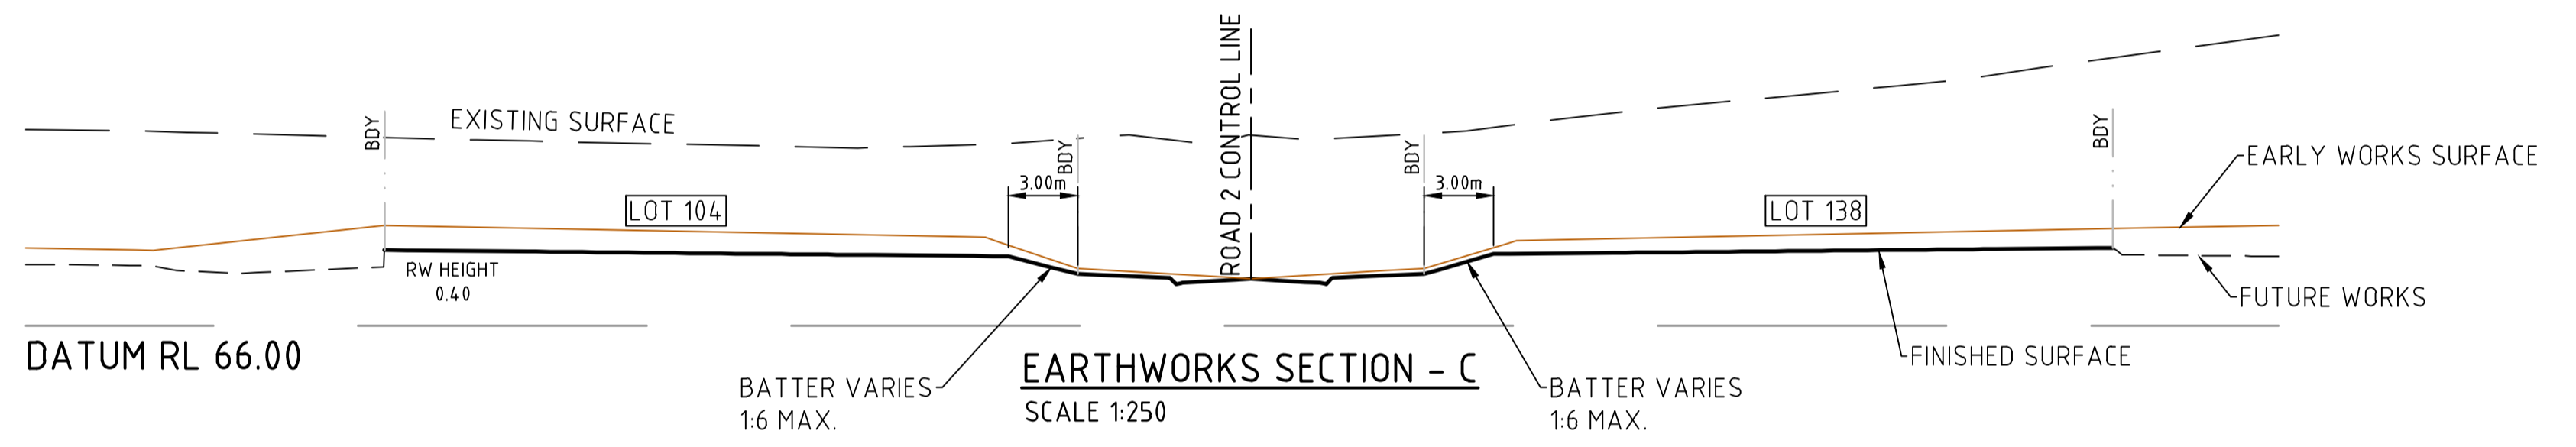 ROAD 2 CONTROL LINE
EXISTING SURFACE
BDY
BDY
BDY
BDY
3.00m
3.00m
EARLY WORKS SURFACE
LOT 104
LOT 138
RW HEIGHT
0.40
FUTURE WORKS
DATUM RL 66.00
FINISHED SURFACE
EARTHWORKS SECTION - C
SCALE 1:250
BATTER VARIES
1:6 MAX.
BATTER VARIES
1:6 MAX.